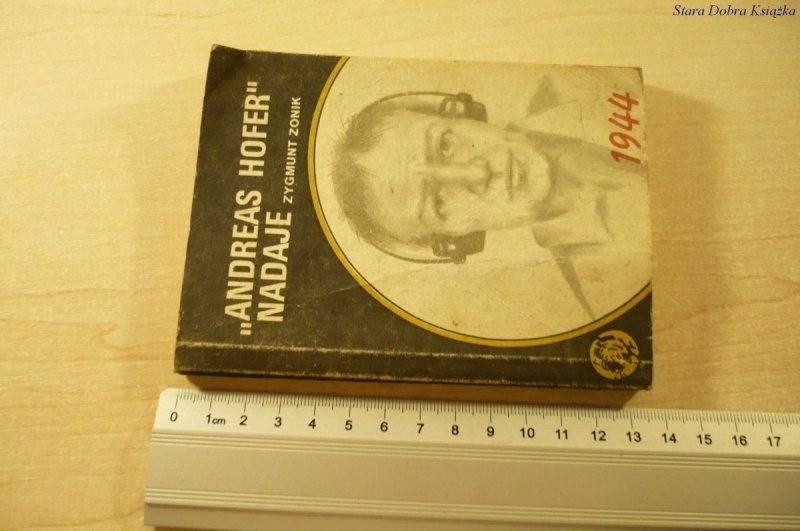 Stara Dobra Książka
„ANDREAS HOFER"
NADAJE
ZYGMUNT ZONIK
1944
0 1cm 2 3 4 5 6 7 8 9 10 11 12 13 14 15 16 17